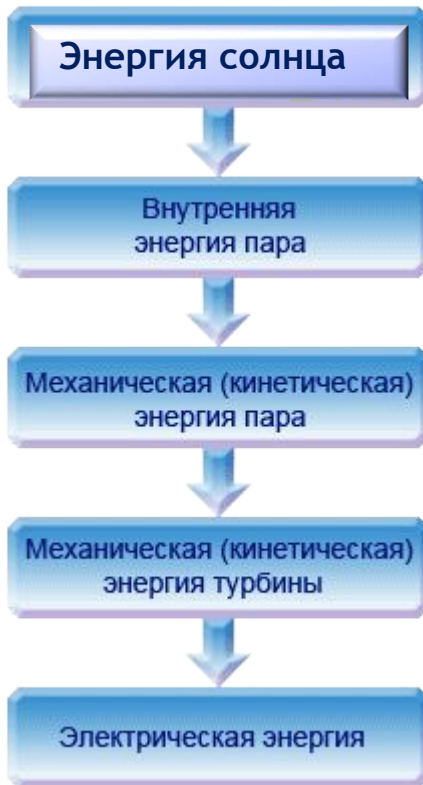 Энергия солнца
Внутренняя
энергия пара
Механическая (кинетическая)
энергия пара
Механическая (кинетическая)
энергия турбины
Электрическая энергия